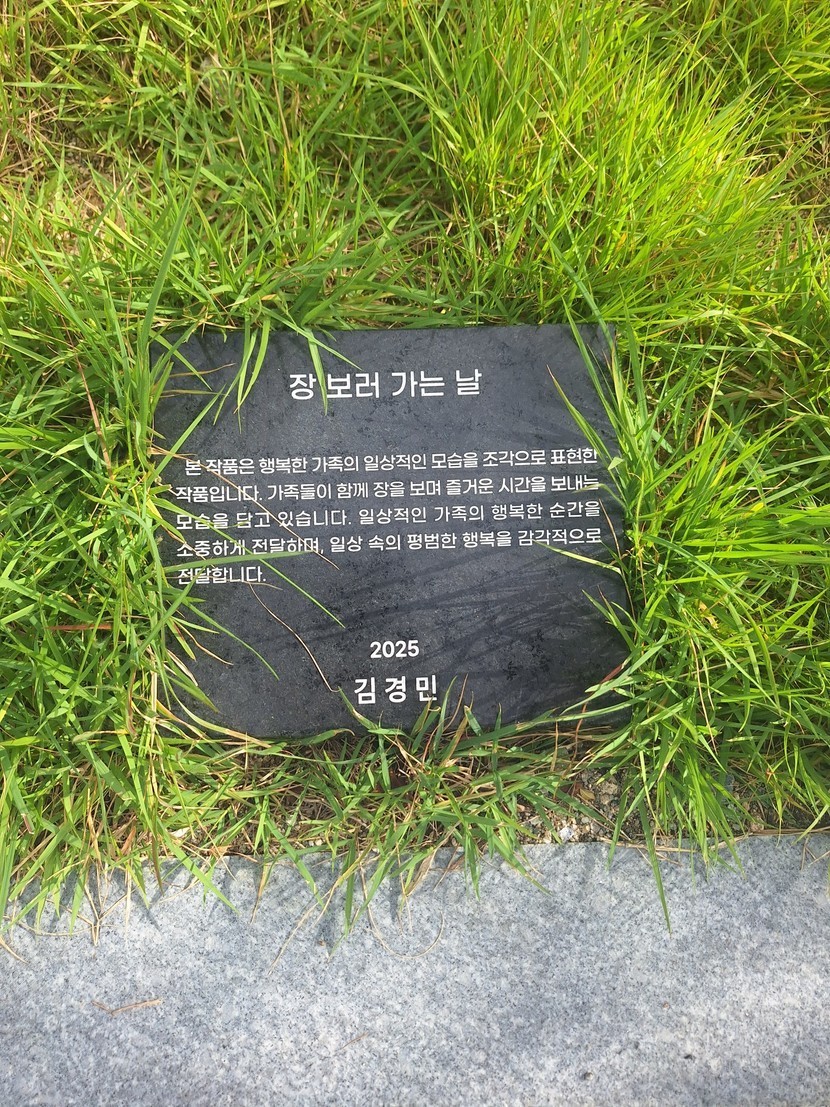 장 보러 가는 날
본 작품은 행복한 가족의 일상적인 모습을 조각으로 표현한
작품입니다. 가족들이 함께 장을 보며 즐거운 시간을 보내는
모습을 담고 있습니다. 일상적인 가족의 행복한 순간을
소중하게 전달하며, 일상 속의 평범한 행복을 감각적으로
전달합니다.
2025
김경민